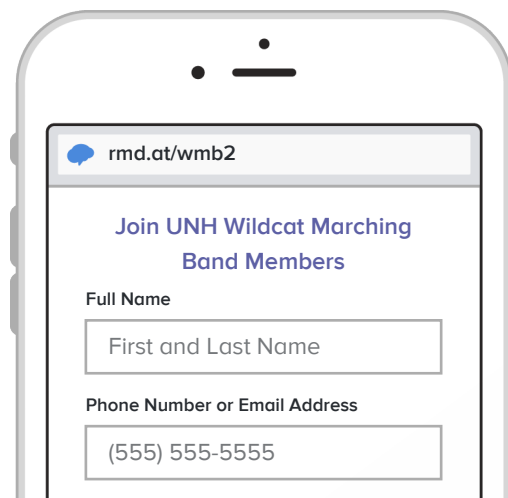 rmd.at/wmb2
Join UNH Wildcat Marching
Band Members
Full Name
First and Last Name
Phone Number or Email Address
(555) 555-5555